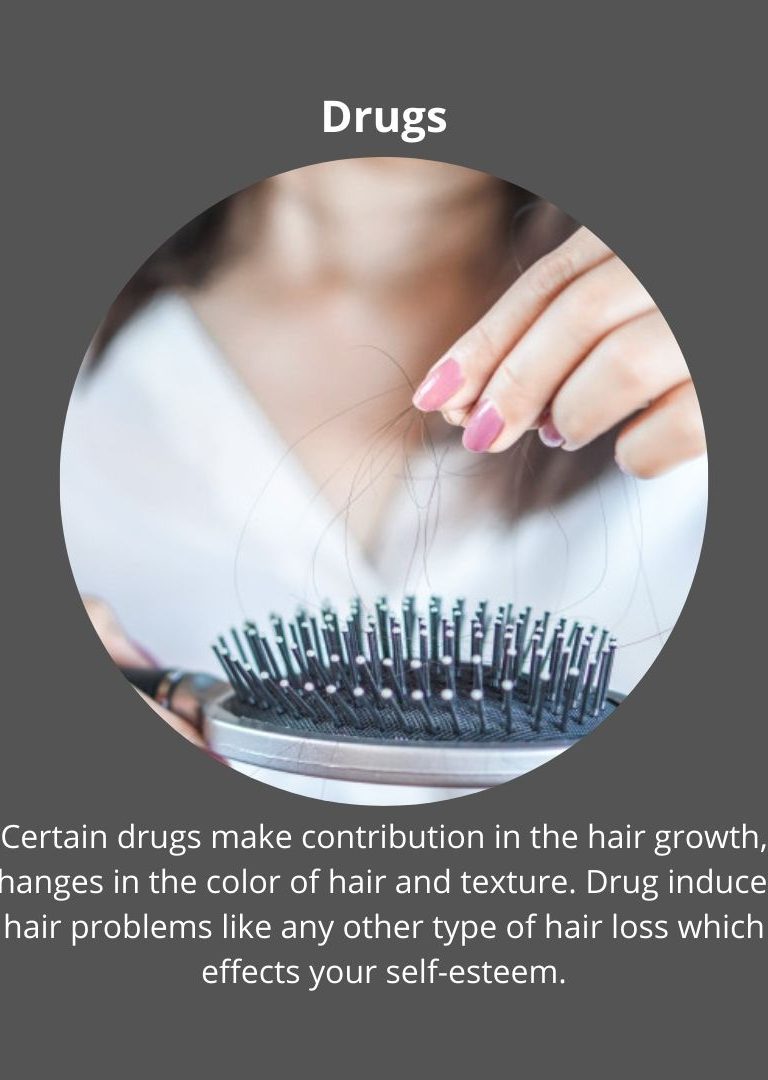 Drugs
Certain drugs make contribution in the hair growth,
hanges in the color of hair and texture. Drug induce
hair problems like any other type of hair loss which
effects your self-esteem.